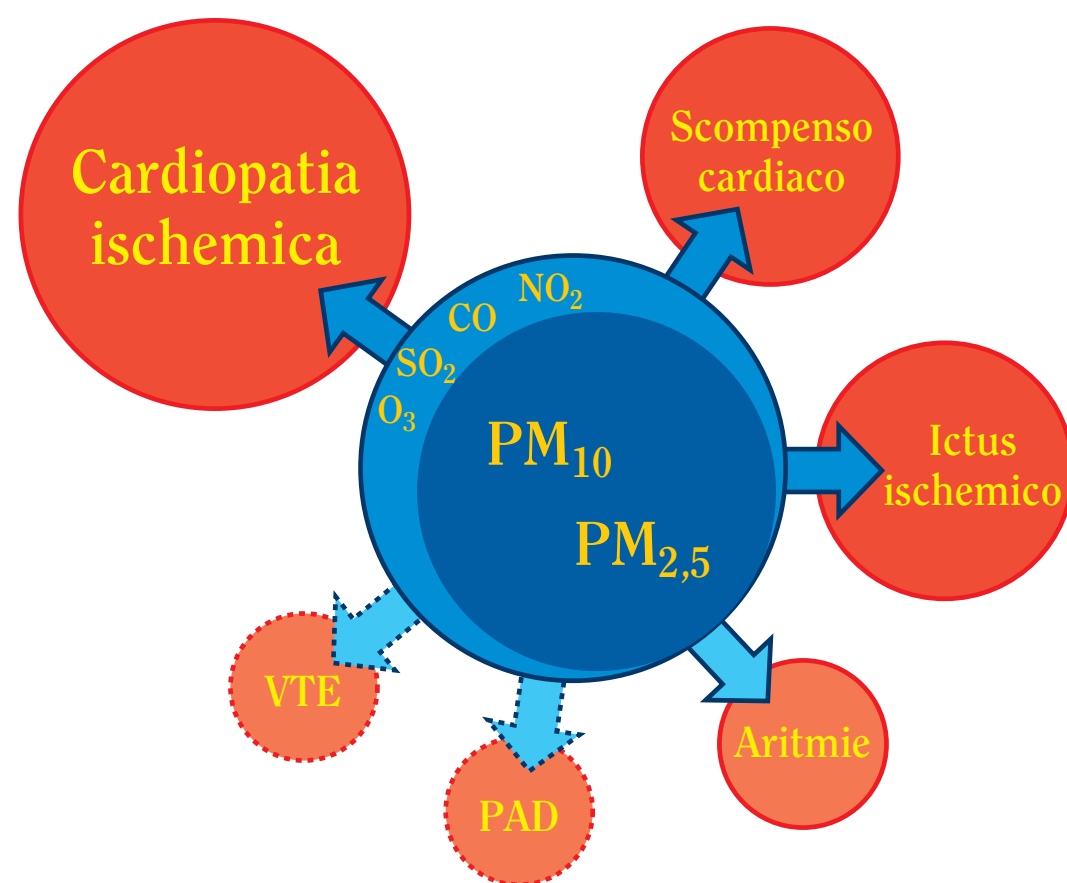 Cardiopatia
ischemica
Scompenso
cardiaco
NO₂
CO
SO₂
O₃
PM₁₀
PM₂,₅
Ictus
ischemico
VTE
PAD
Aritmie